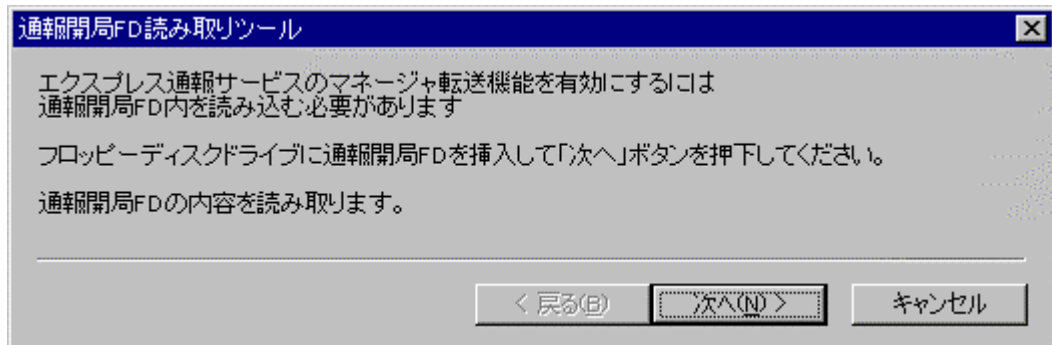 通報開局FD読み取りツール
エクスプレス通報サービスのマネージャ転送機能を有効にするには
通報開局FD内を読み込む必要があります
フロッピーディスクドライブに通報開局FDを挿入して「次へ」ボタンを押下してください。
通報開局FDの内容を読み取ります。
< 戻る(B) 次へ(N) > キャンセル